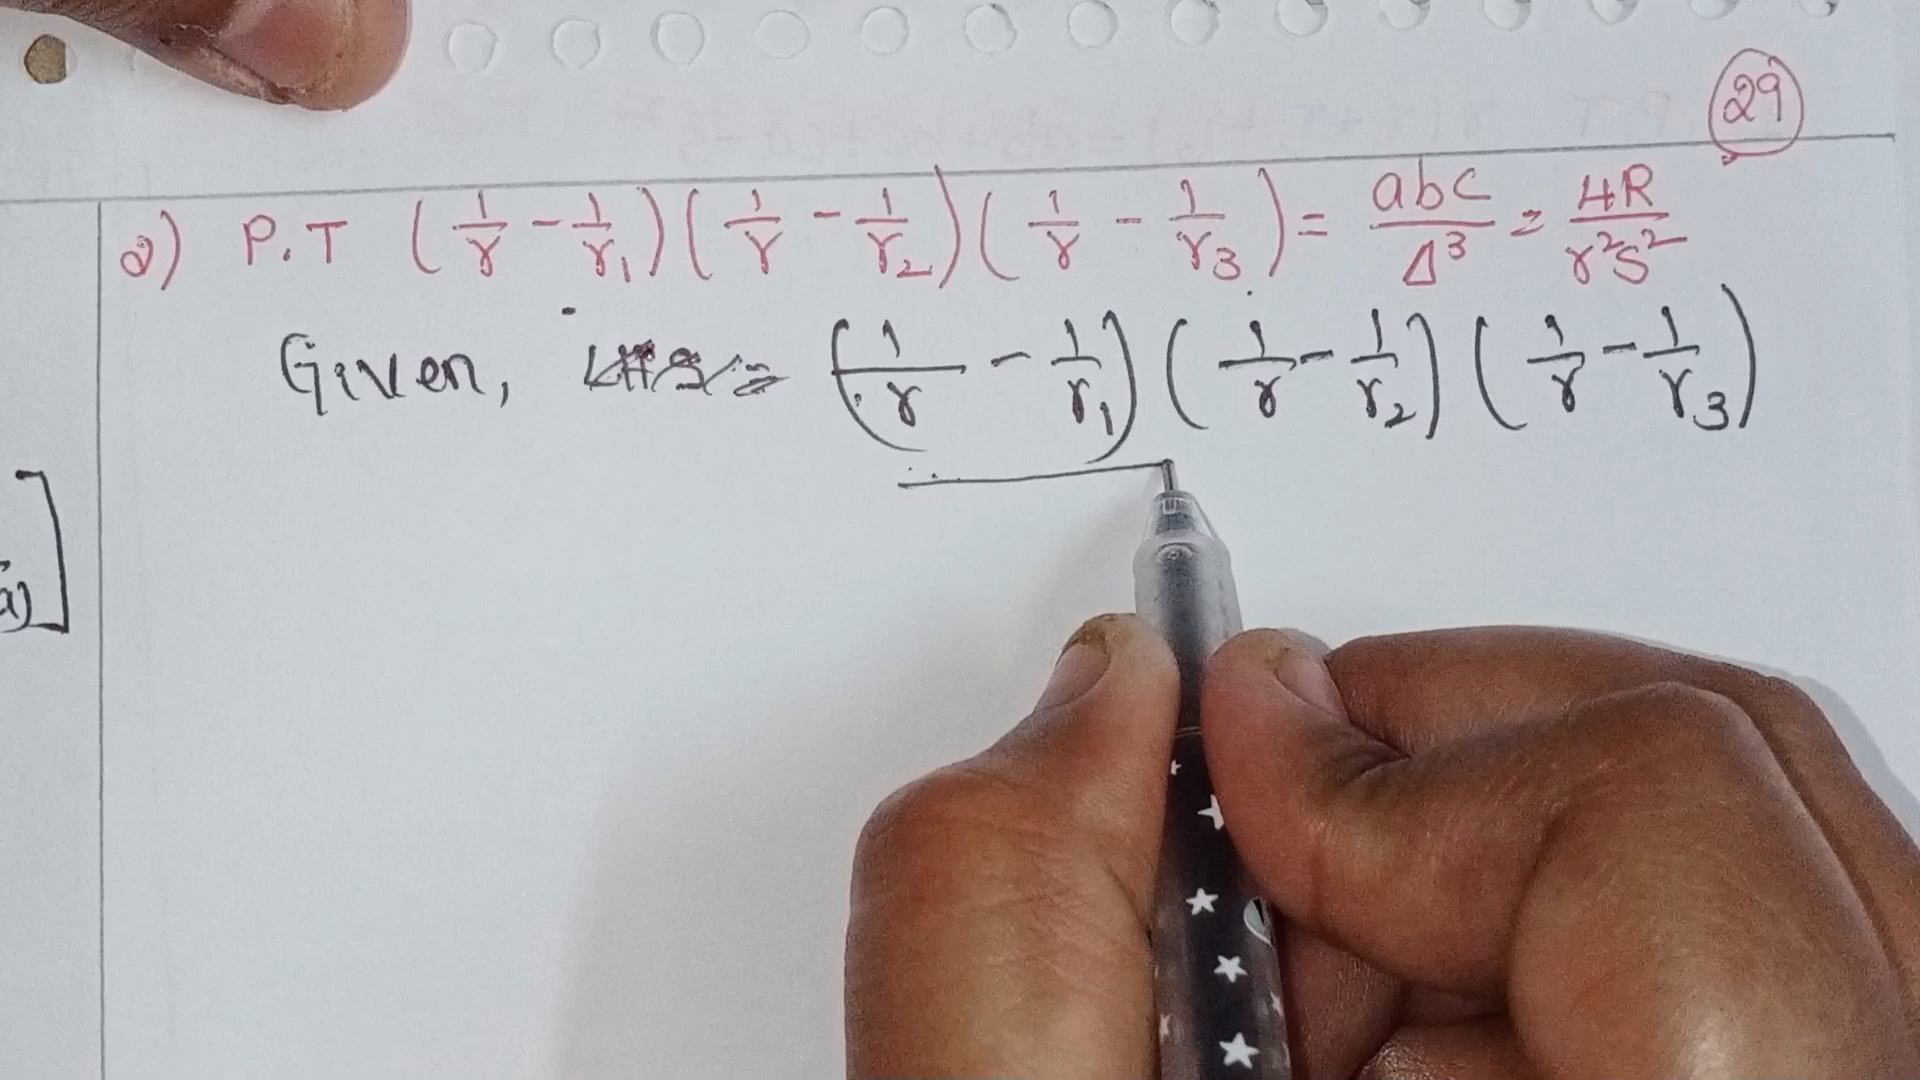 29
2) P.T (1/r - 1/r₁)(1/r - 1/r₂)(1/r - 1/r₃) = abc/Δ³ = 4R/r²S²
Given, (1/r - 1/r₁)(1/r - 1/r₂)(1/r - 1/r₃)